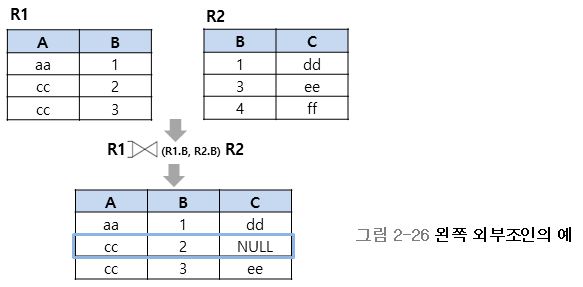 R1 R2
A B
aa 1
cc 2
cc 3
B C
1 dd
3 ee
4 ff
R1 (R1.B, R2.B) R2
A B C
aa 1 dd
cc 2 NULL
cc 3 ee
그림 2-26 왼쪽 외부조인의 예